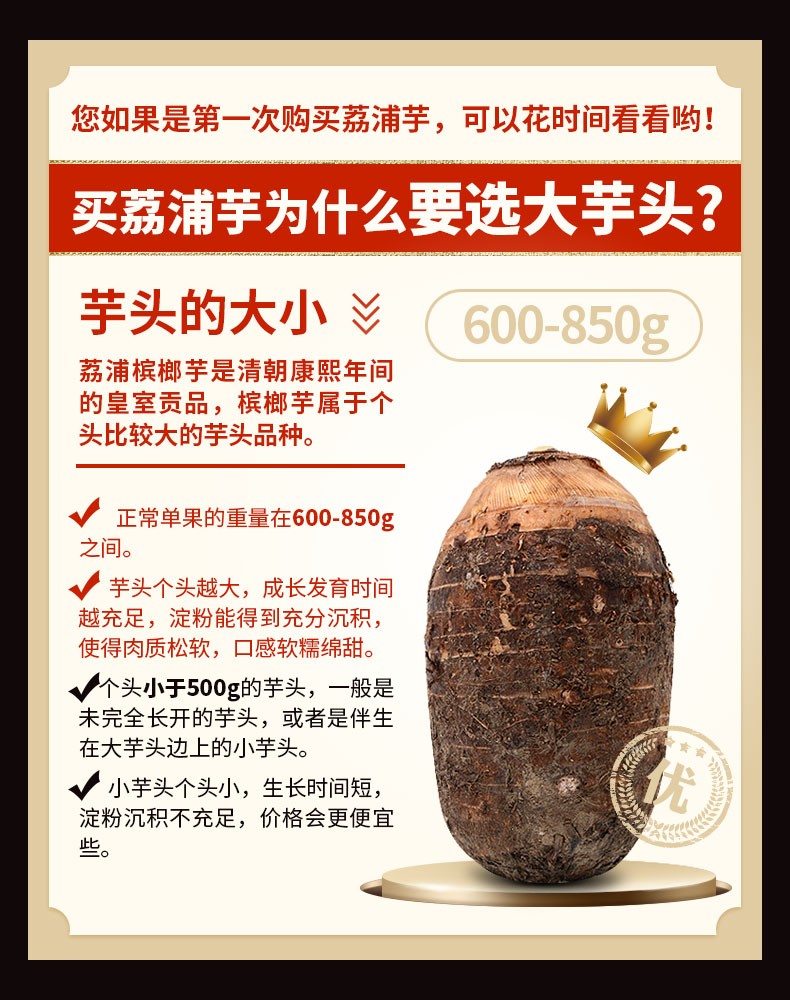 您如果是第一次购买荔浦芋，可以花时间看看哟！
买荔浦芋为什么要选大芋头？
芋头的大小
600-850g
荔浦槟榔芋是清朝康熙年间
的皇室贡品，槟榔芋属于个
头比较大的芋头品种。
正常单果的重量在600-850g
之间。
芋头个头越大，成长发育时间
越充足，淀粉能得到充分沉积，
使得肉质松软，口感软糯绵甜。
个头小于500g的芋头，一般是
未完全长开的芋头，或者是伴生
在大芋头边上的小芋头。
小芋头个头小，生长时间短，
淀粉沉积不充足，价格会更便宜
些。
优